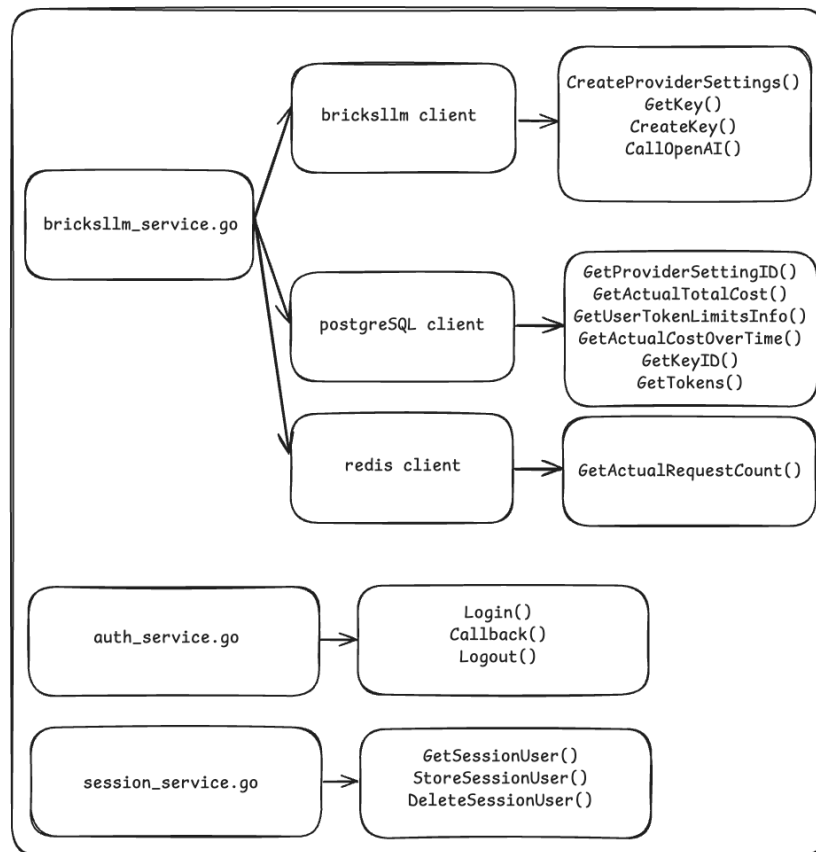 bricksllm_service.go
bricksllm client
CreateProviderSettings()
GetKey()
CreateKey()
CallOpenAI()
postgreSQL client
GetProviderSettingID()
GetActualTotalCost()
GetUserTokenLimitsInfo()
GetActualCostOverTime()
GetKeyID()
GetTokens()
redis client
GetActualRequestCount()
auth_service.go
Login()
Callback()
Logout()
session_service.go
GetSessionUser()
StoreSessionUser()
DeleteSessionUser()